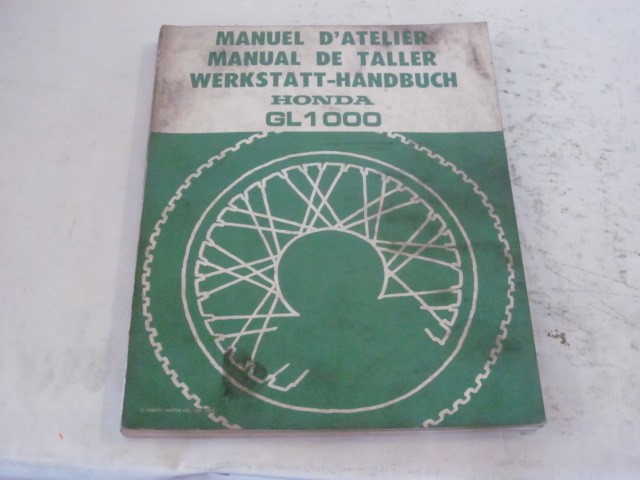 MANUEL D'ATELIER
MANUAL DE TALLER
WERKSTATT-HANDBUCH
HONDA
GL1000